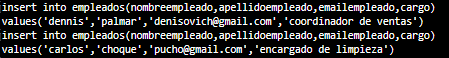 insert into empleados(nombreempleado,apellidoempleado,emailempleado,cargo)
values('dennis','palmar','denisovich@gmail.com','coordinador de ventas')
insert into empleados(nombreempleado,apellidoempleado,emailempleado,cargo)
values('carlos','choque','pucho@gmail.com','encargado de limpieza')